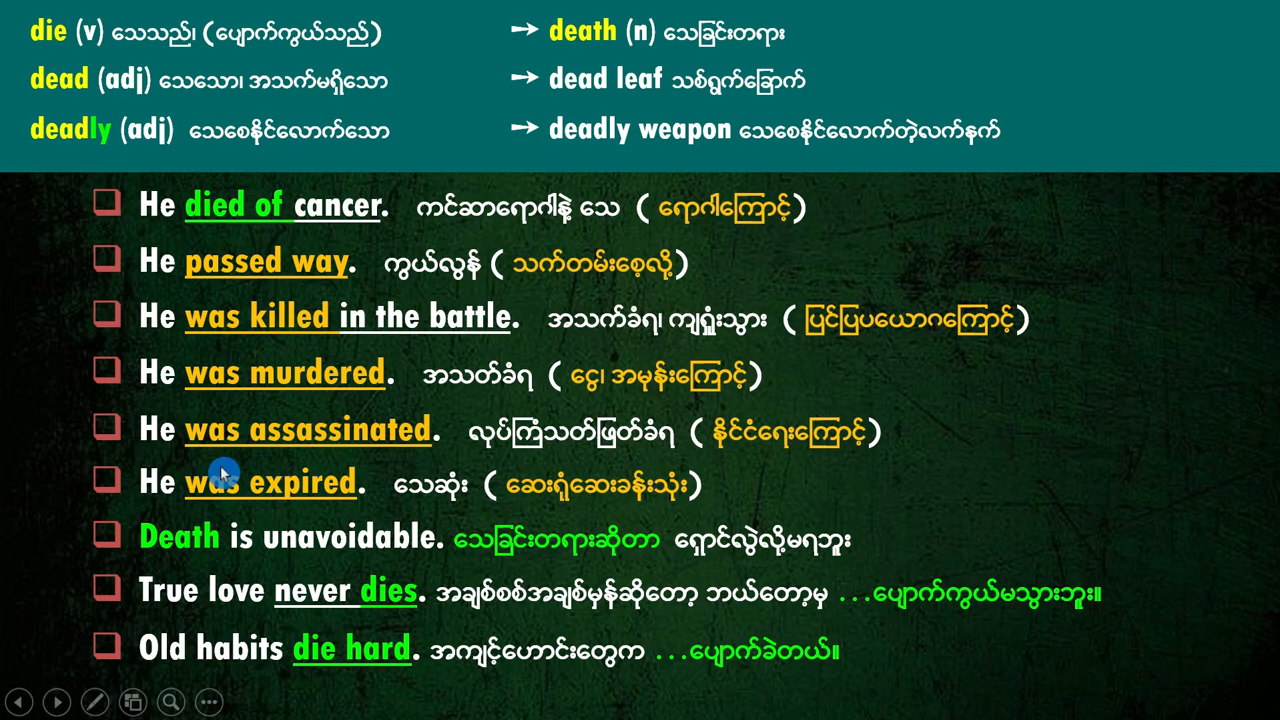 die (v) သေသည်၊ (ပျောက်ကွယ်သည်) → death (n) သေခြင်းတရား
dead (adj) သေသော၊ အသက်မရှိသော → dead leaf သစ်ရွက်ခြောက်
deadly (adj) သေစေနိုင်လောက်သော → deadly weapon သေစေနိုင်လောက်တဲ့လက်နက်
He died of cancer. ကင်ဆာရောဂါနဲ့ သေ ( ရောဂါကြောင့်)
He passed way. ကွယ်လွန် ( သက်တမ်းစေ့လို့)
He was killed in the battle. အသက်ခံရ၊ ကျရှုံးသွား ( ပြင်ပြပယောဂကြောင့်)
He was murdered. အသတ်ခံရ ( ငွေ၊ အမုန်းကြောင့်)
He was assassinated. လုပ်ကြံသတ်ဖြတ်ခံရ ( နိုင်ငံရေးကြောင့်)
He was expired. သေဆုံး ( ဆေးရုံဆေးခန်းသုံး)
Death is unavoidable. သေခြင်းတရားဆိုတာ ရှောင်လွဲလို့မရဘူး
True love never dies. အချစ်စစ်အချစ်မှန်ဆိုတော့ ဘယ်တော့မှ ...ပျောက်ကွယ်မသွားဘူး။
Old habits die hard. အကျင့်ဟောင်းတွေက ...ပျောက်ခဲတယ်။